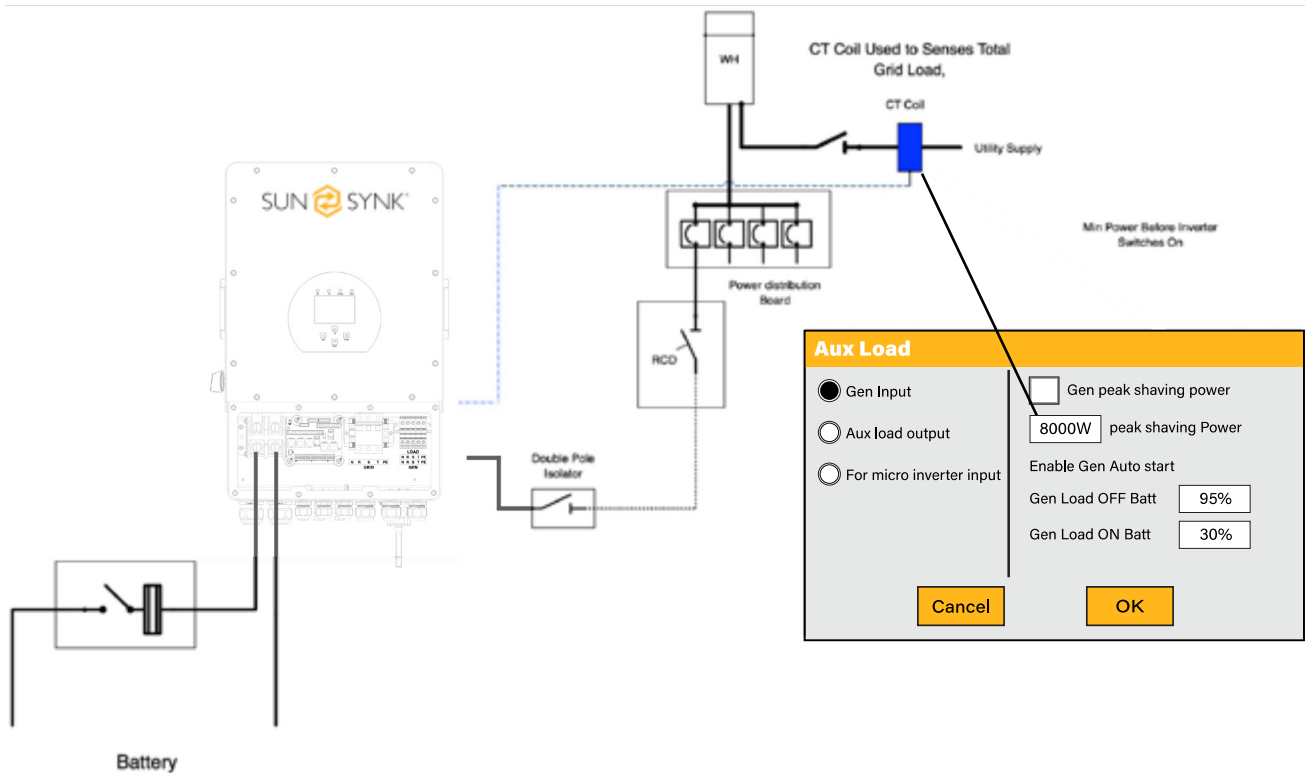 WH
CT Coil Used to Senses Total
Grid Load,
CT Coil
Utility Supply
SUN SYNK
Min Power Before Inverter
Switches On
Power distribution
Board
RCD
Aux Load
Gen Input
Aux load output
For micro inverter input
Gen peak shaving power
8000W peak shaving Power
Enable Gen Auto start
Gen Load OFF Batt 95%
Gen Load ON Batt 30%
Cancel
OK
LOAD
N R S T PE
N R S T PE
GRID
GEN
Double Pole
Isolator
Battery